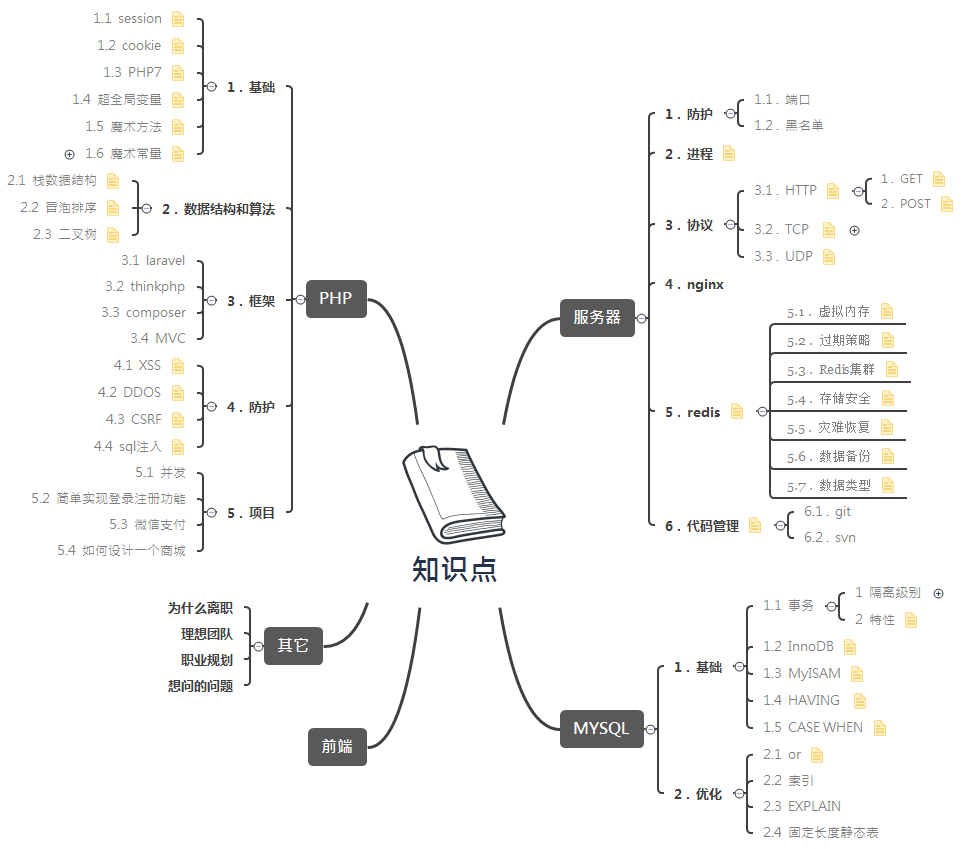 知识点
PHP
1．基础
1.1 session
1.2 cookie
1.3 PHP7
1.4 超全局变量
1.5 魔术方法
1.6 魔术常量
2．数据结构和算法
2.1 栈数据结构
2.2 冒泡排序
2.3 二叉树
3．框架
3.1 laravel
3.2 thinkphp
3.3 composer
3.4 MVC
4．防护
4.1 XSS
4.2 DDOS
4.3 CSRF
4.4 sql注入
5．项目
5.1 并发
5.2 简单实现登录注册功能
5.3 微信支付
5.4 如何设计一个商城
其它
为什么离职
理想团队
职业规划
想问的问题
前端
服务器
1．防护
1.1．端口
1.2．黑名单
2．进程
3．协议
3.1．HTTP
1．GET
2．POST
3.2．TCP
3.3．UDP
4．nginx
5．redis
5.1．虚拟内存
5.2．过期策略
5.3．Redis集群
5.4．存储安全
5.5．灾难恢复
5.6．数据备份
5.7．数据类型
6．代码管理
6.1．git
6.2．svn
MYSQL
1．基础
1.1 事务
1 隔离级别
2 特性
1.2 InnoDB
1.3 MyISAM
1.4 HAVING
1.5 CASE WHEN
2．优化
2.1 or
2.2 索引
2.3 EXPLAIN
2.4 固定长度静态表